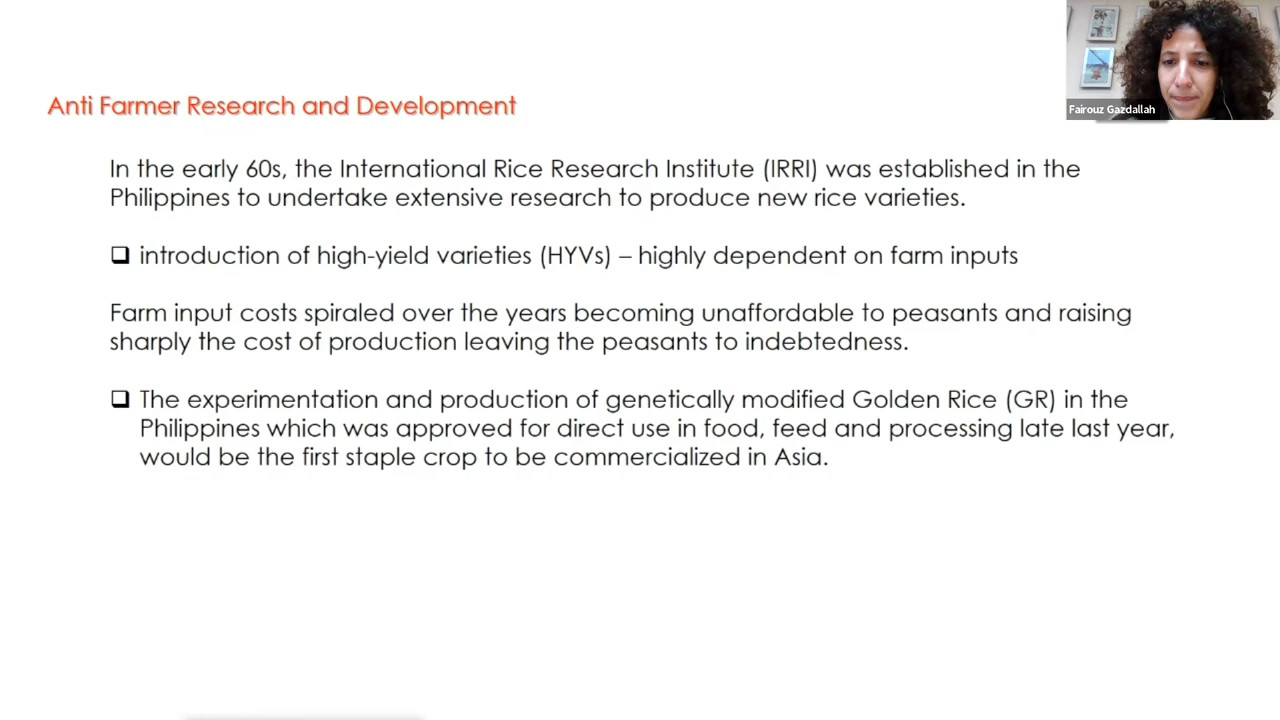 Anti Farmer Research and Development
Fairouz Gazdallah
In the early 60s, the International Rice Research Institute (IRRI) was established in the
Philippines to undertake extensive research to produce new rice varieties.
❑ introduction of high-yield varieties (HYVs) – highly dependent on farm inputs
Farm input costs spiraled over the years becoming unaffordable to peasants and raising
sharply the cost of production leaving the peasants to indebtedness.
❑ The experimentation and production of genetically modified Golden Rice (GR) in the
Philippines which was approved for direct use in food, feed and processing late last year,
would be the first staple crop to be commercialized in Asia.